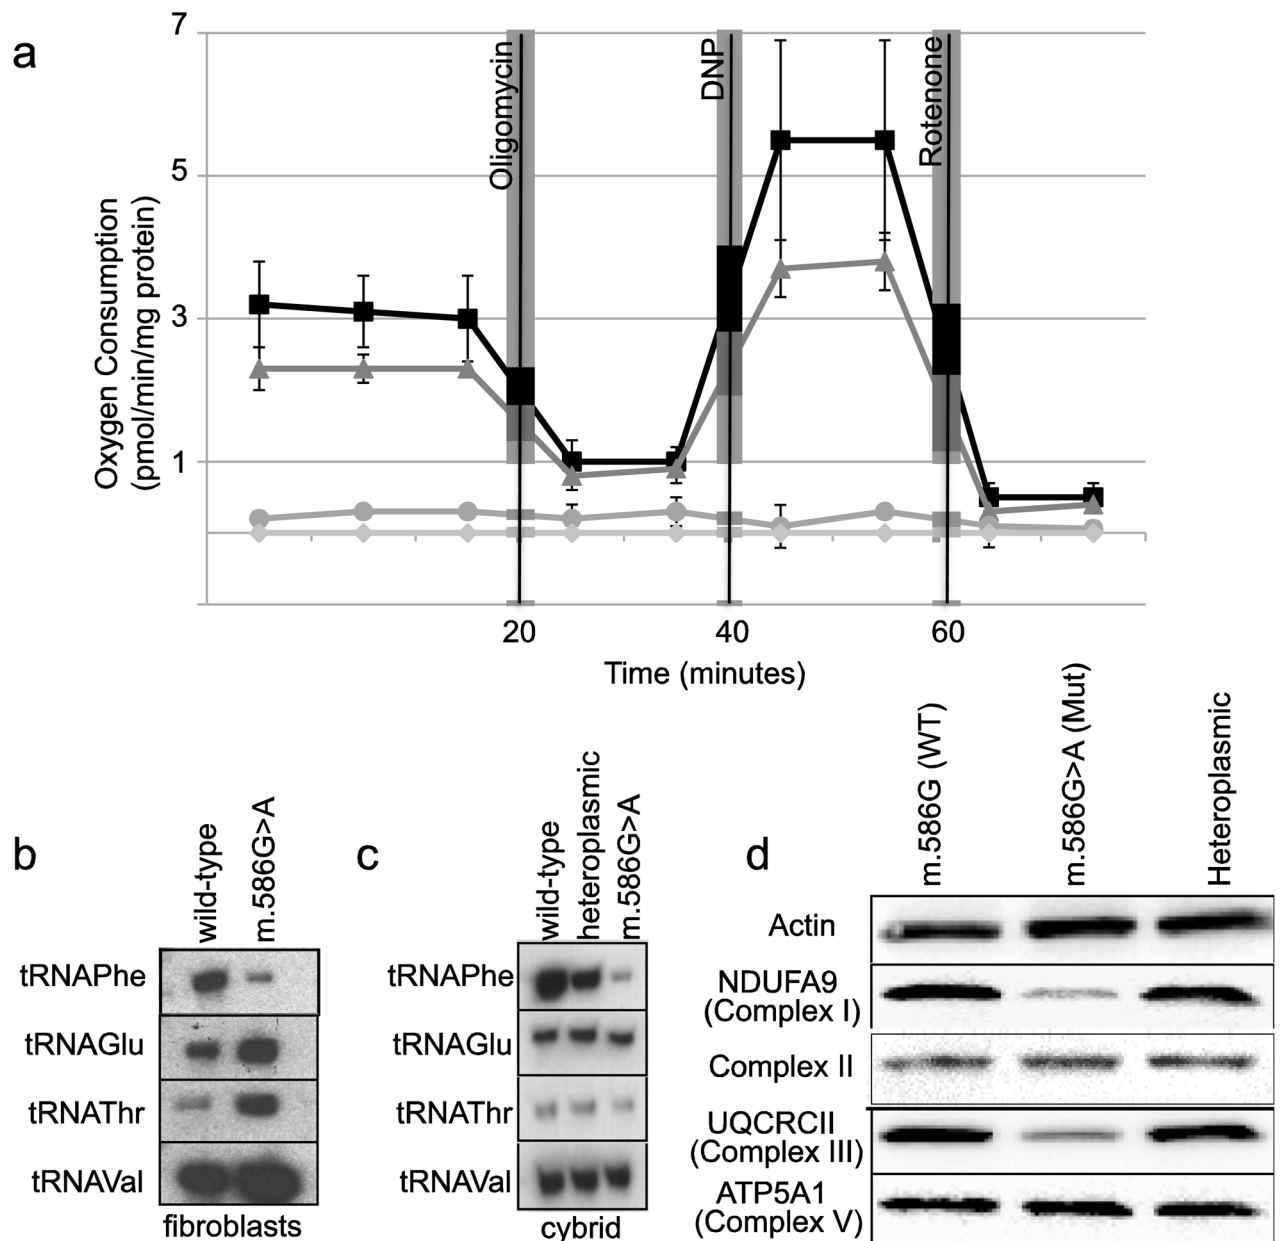 a
7
5
3
1
Oxygen Consumption
(pmol/min/mg protein)
Oligomycin
DNP
Rotenone
20
40
60
Time (minutes)
b
wild-type
m.586G>A
tRNAPhe
tRNAGlu
tRNAThr
tRNAVal
fibroblasts
c
wild-type
heteroplasmic
m.586G>A
tRNAPhe
tRNAGlu
tRNAThr
tRNAVal
cybrid
d
m.586G (WT)
m.586G>A (Mut)
Heteroplasmic
Actin
NDUFA9
(Complex I)
Complex II
UQCRCII
(Complex III)
ATP5A1
(Complex V)